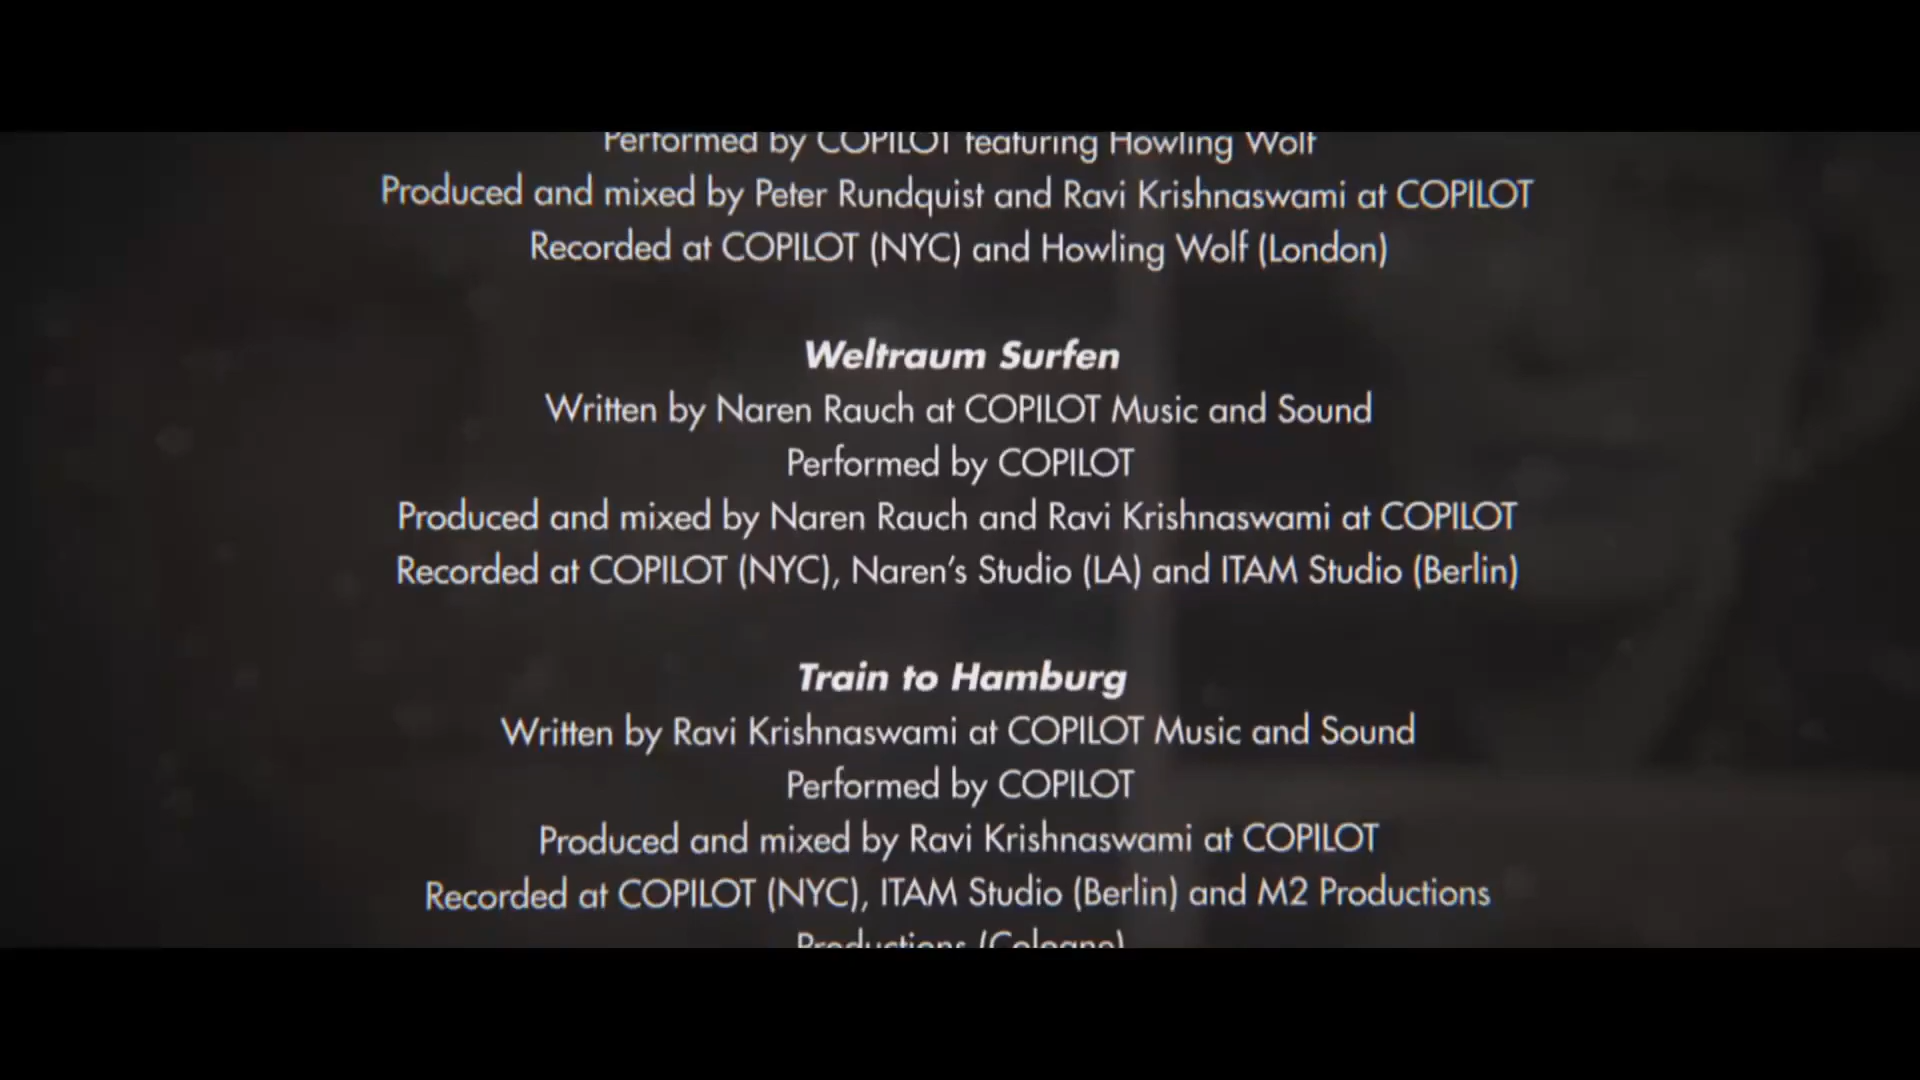 Performed by COPILOT featuring Howling Wolf
Produced and mixed by Peter Rundquist and Ravi Krishnaswami at COPILOT
Recorded at COPILOT (NYC) and Howling Wolf (London)
Weltraum Surfen
Written by Naren Rauch at COPILOT Music and Sound
Performed by COPILOT
Produced and mixed by Naren Rauch and Ravi Krishnaswami at COPILOT
Recorded at COPILOT (NYC), Naren's Studio (LA) and ITAM Studio (Berlin)
Train to Hamburg
Written by Ravi Krishnaswami at COPILOT Music and Sound
Performed by COPILOT
Produced and mixed by Ravi Krishnaswami at COPILOT
Recorded at COPILOT (NYC), ITAM Studio (Berlin) and M2 Productions
Productions (Cologne)